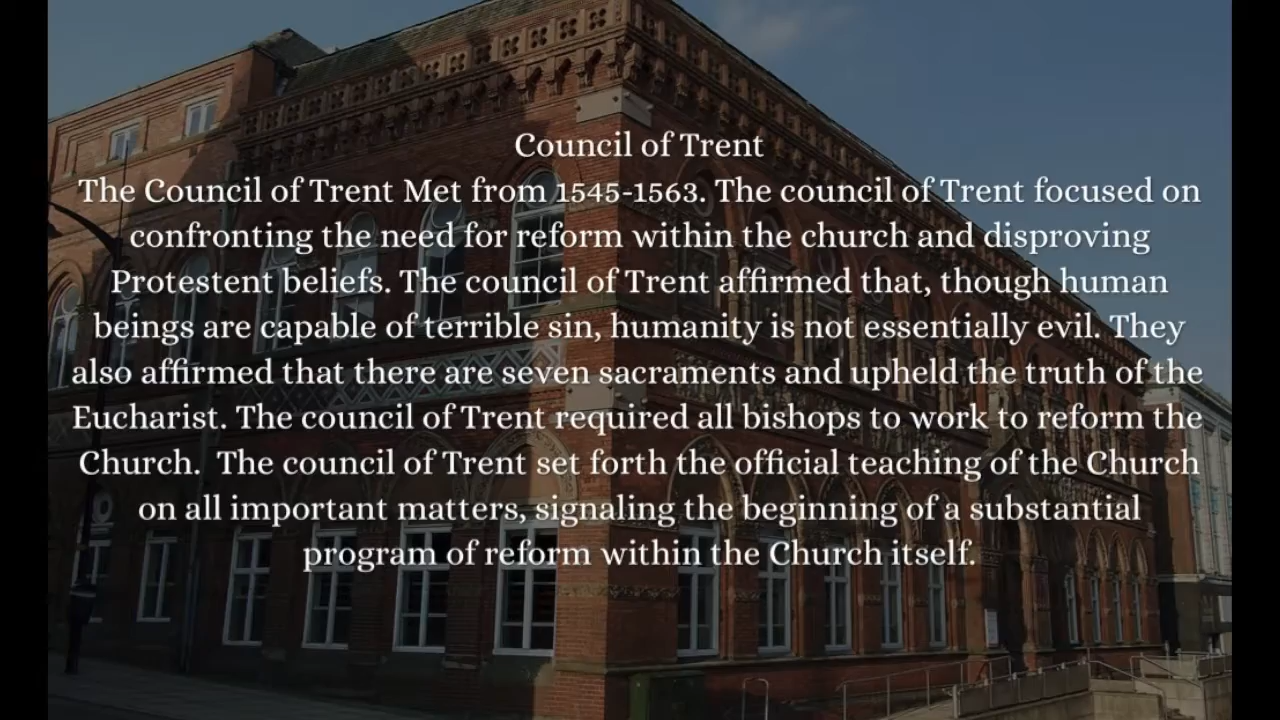 Council of Trent
The Council of Trent Met from 1545-1563. The council of Trent focused on
confronting the need for reform within the church and disproving
Protestent beliefs. The council of Trent affirmed that, though human
beings are capable of terrible sin, humanity is not essentially evil. They
also affirmed that there are seven sacraments and upheld the truth of the
Eucharist. The council of Trent required all bishops to work to reform the
Church.  The council of Trent set forth the official teaching of the Church
on all important matters, signaling the beginning of a substantial
program of reform within the Church itself.